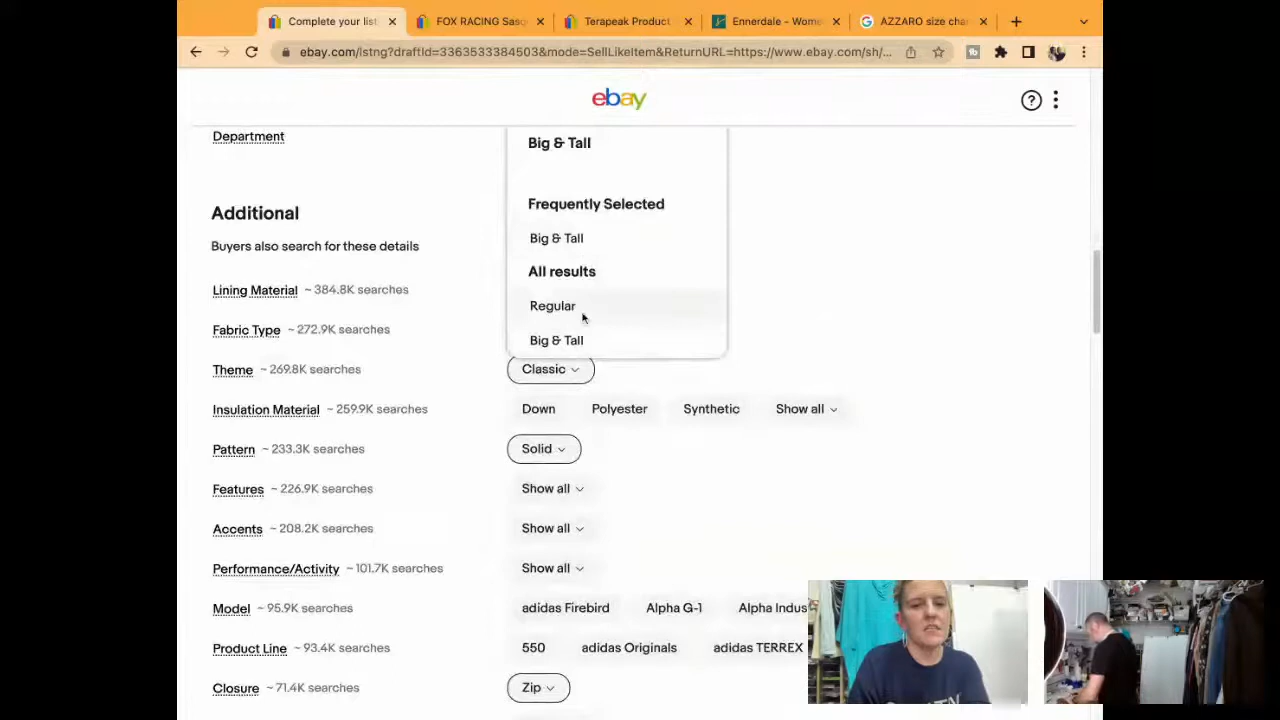 Complete your list
FOX RACING Saso
Terapeak Product
Ennerdale – Wome
AZZARO size char
ebay.com/lstng?draftId=3363533384503&mode=SellLikeItem&ReturnURL=https://www.ebay.com/sh/...
ebay
Department
Big & Tall
Frequently Selected
Big & Tall
All results
Regular
Big & Tall
Additional
Buyers also search for these details
Lining Material ~ 384.8K searches
Fabric Type ~ 272.9K searches
Theme ~ 269.8K searches Classic
Insulation Material ~ 259.9K searches Down Polyester Synthetic Show all
Pattern ~ 233.3K searches Solid
Features ~ 226.9K searches Show all
Accents ~ 208.2K searches Show all
Performance/Activity ~ 101.7K searches Show all
Model ~ 95.9K searches adidas Firebird Alpha G-1 Alpha Indus
Product Line ~ 93.4K searches 550 adidas Originals adidas TERREX
Closure ~ 71.4K searches Zip